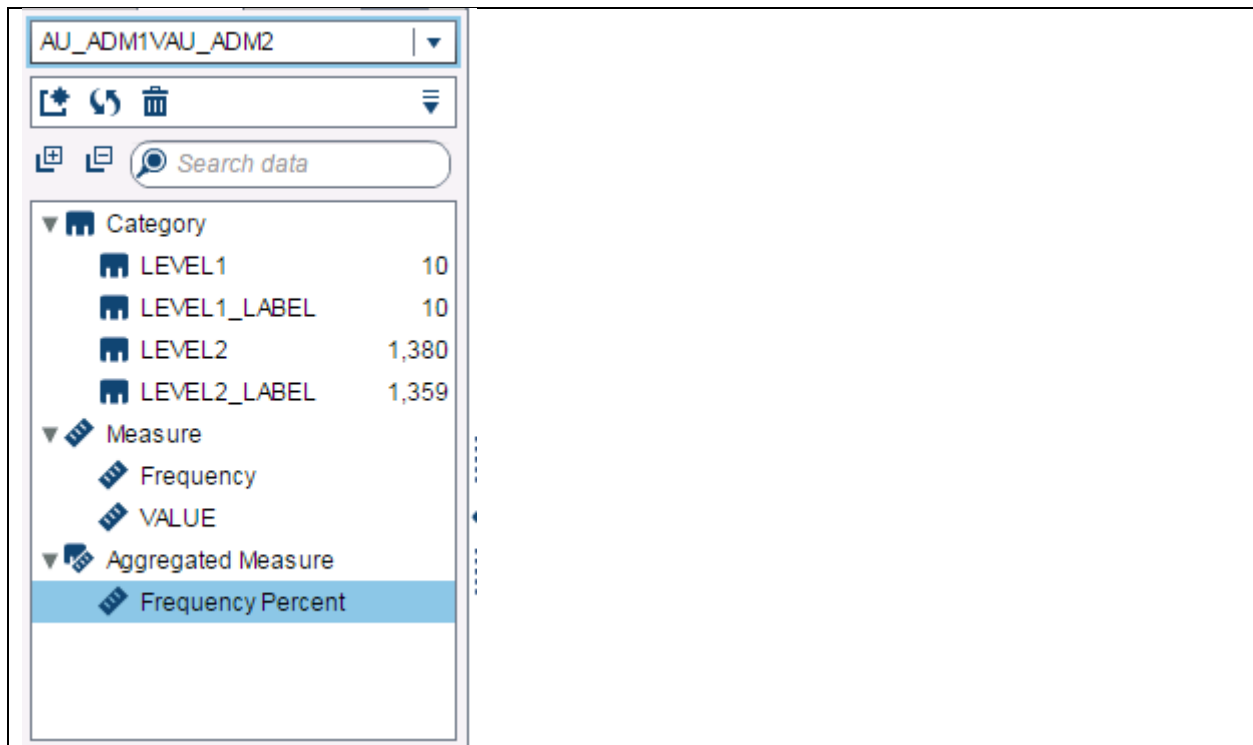 AU_ADM1VAU_ADM2
Search data
Category
LEVEL1 10
LEVEL1_LABEL 10
LEVEL2 1,380
LEVEL2_LABEL 1,359
Measure
Frequency
VALUE
Aggregated Measure
Frequency Percent